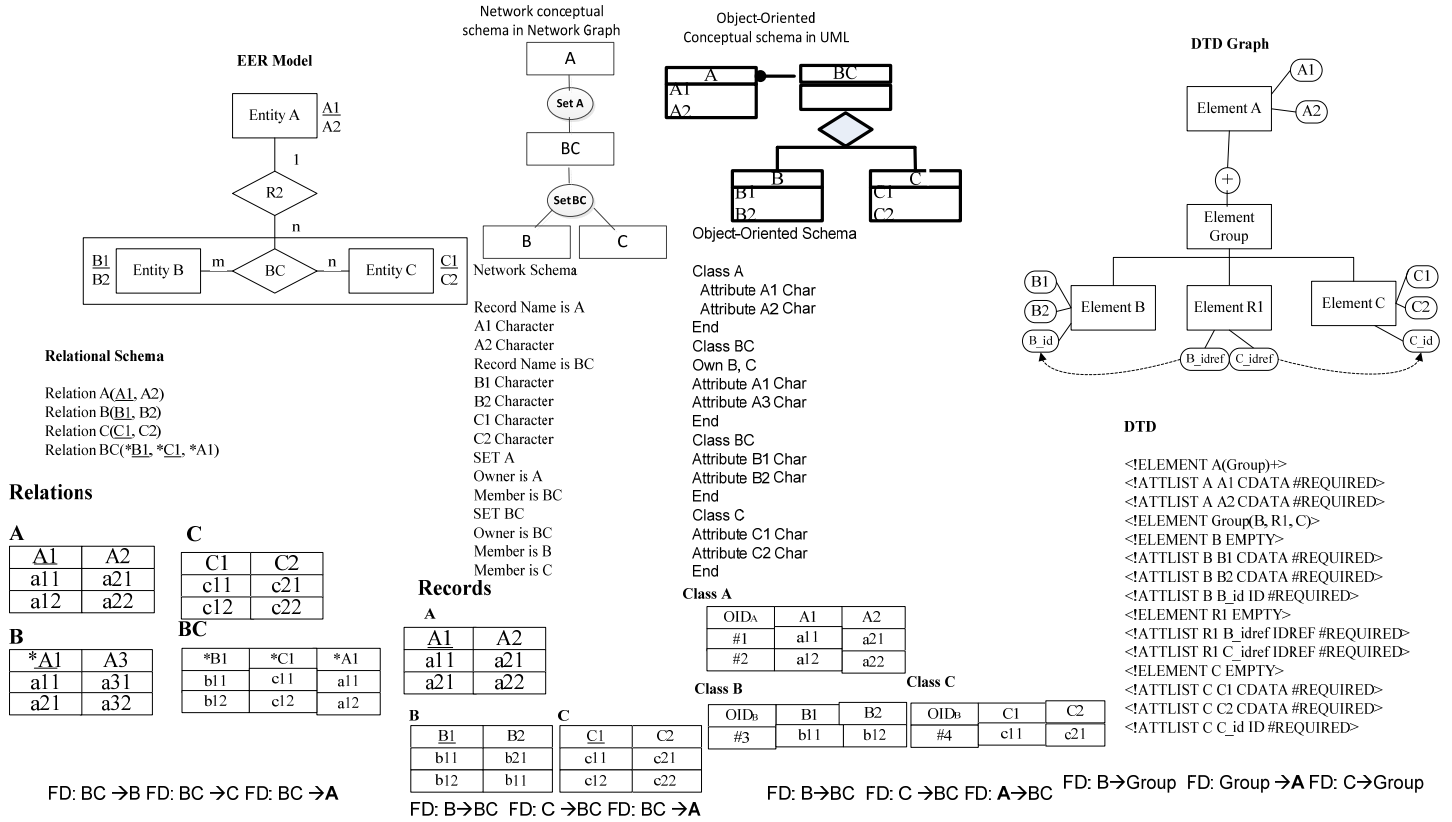 EER Model
Entity A
A1
A2
1
R2
n
B1
B2
Entity B
m
BC
n
Entity C
C1
C2
Relational Schema
Relation A(A1, A2)
Relation B(B1, B2)
Relation C(C1, C2)
Relation BC(*B1, *C1, *A1)
Relations
A
A1 A2
a11 a21
a12 a22
C
C1 C2
c11 c21
c12 c22
B
*A1 A3
a11 a31
a21 a32
BC
*B1 *C1 *A1
b11 c11 a11
b12 c12 a12
FD: BC →B FD: BC →C FD: BC →A
Network conceptual
schema in Network Graph
A
Set A
BC
SetBC
B
C
Network Schema
Record Name is A
A1 Character
A2 Character
Record Name is BC
B1 Character
B2 Character
C1 Character
C2 Character
SET A
Owner is A
Member is BC
SET BC
Owner is BC
Member is B
Member is C
Records
A
A1 A2
a11 a21
a21 a22
B
B1 B2
b11 b21
b12 b11
C
C1 C2
c11 c21
c12 c22
FD: B→BC FD: C →BC FD: BC →A
Object-Oriented
Conceptual schema in UML
A
A1
A2
BC
B
B1
B2
C
C1
C2
Object-Oriented Schema
Class A
Attribute A1 Char
Attribute A2 Char
End
Class BC
Own B, C
Attribute A1 Char
Attribute A3 Char
End
Class BC
Attribute B1 Char
Attribute B2 Char
End
Class C
Attribute C1 Char
Attribute C2 Char
End
Class A
OIDA A1 A2
#1 a11 a21
#2 a12 a22
Class B
OIDB B1 B2
#3 b11 b12
Class C
OIDB C1 C2
#4 c11 c21
FD: B→BC FD: C →BC FD: A→BC
DTD Graph
Element A
A1
A2
+
Element
Group
B1
B2
B_id
Element B
Element R1
B_idref
C_idref
Element C
C1
C2
C_id
DTD
<!ELEMENT A(Group)+>
<!ATTLIST A A1 CDATA #REQUIRED>
<!ATTLIST A A2 CDATA #REQUIRED>
<!ELEMENT Group(B, R1, C)>
<!ELEMENT B EMPTY>
<!ATTLIST B B1 CDATA #REQUIRED>
<!ATTLIST B B2 CDATA #REQUIRED>
<!ATTLIST B B_id ID #REQUIRED>
<!ELEMENT R1 EMPTY>
<!ATTLIST R1 B_idref IDREF #REQUIRED>
<!ATTLIST R1 C_idref IDREF #REQUIRED>
<!ELEMENT C EMPTY>
<!ATTLIST C C1 CDATA #REQUIRED>
<!ATTLIST C C2 CDATA #REQUIRED>
<!ATTLIST C C_id ID #REQUIRED>
FD: B→Group FD: Group →A FD: C→Group